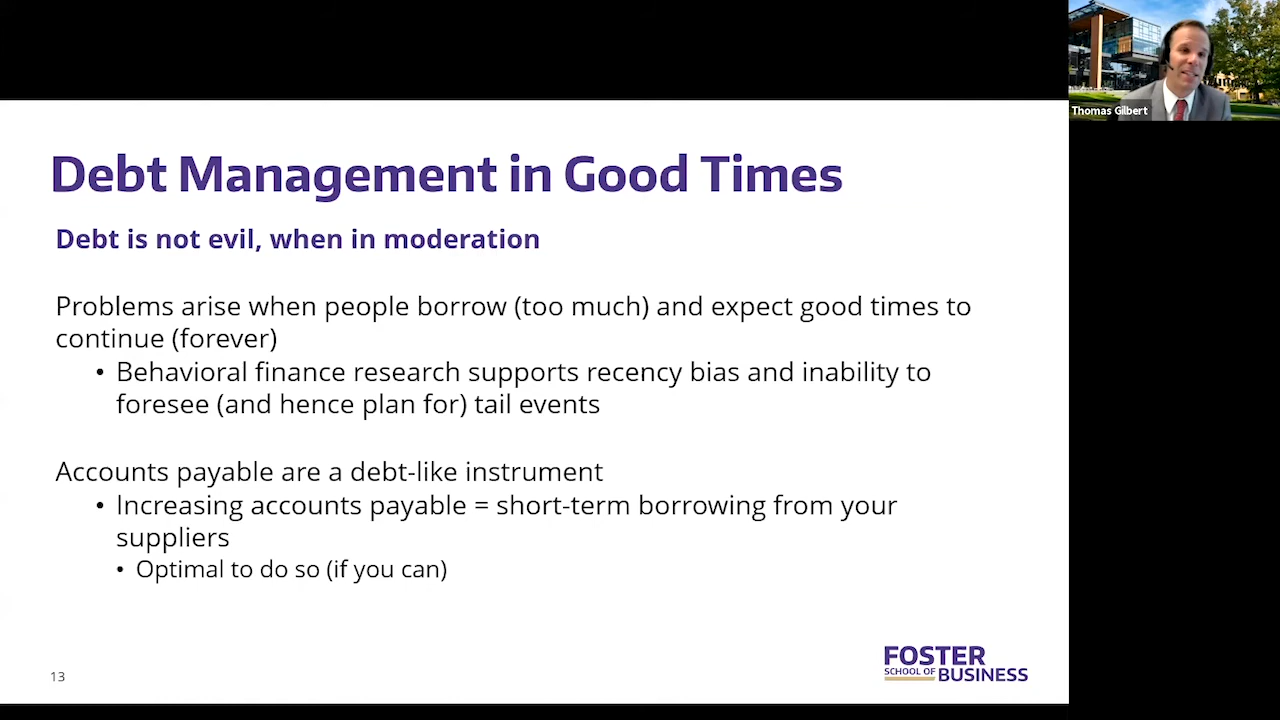 Thomas Gilbert
Debt Management in Good Times
Debt is not evil, when in moderation
Problems arise when people borrow (too much) and expect good times to
continue (forever)
• Behavioral finance research supports recency bias and inability to
foresee (and hence plan for) tail events
Accounts payable are a debt-like instrument
• Increasing accounts payable = short-term borrowing from your
suppliers
• Optimal to do so (if you can)
13
FOSTER
SCHOOL OF BUSINESS